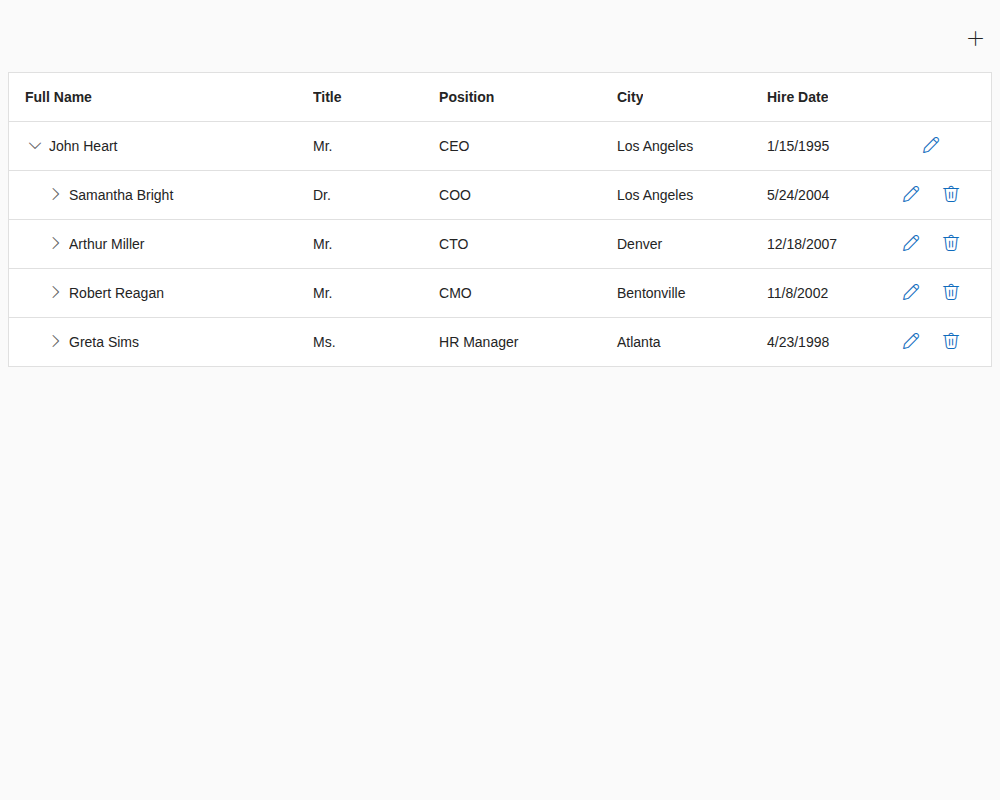 Full Name Title Position City Hire Date
John Heart Mr. CEO Los Angeles 1/15/1995
Samantha Bright Dr. COO Los Angeles 5/24/2004
Arthur Miller Mr. CTO Denver 12/18/2007
Robert Reagan Mr. CMO Bentonville 11/8/2002
Greta Sims Ms. HR Manager Atlanta 4/23/1998